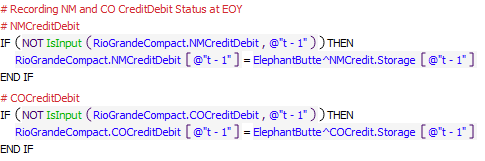 # Recording NM and CO CreditDebit Status at EOY
# NMCreditDebit
IF ( NOT IsInput ( RioGrandeCompact.NMCreditDebit , @"t - 1" ) ) THEN
RioGrandeCompact.NMCreditDebit [ @"t - 1" ] = ElephantButte^NMCredit.Storage [ @"t - 1" ]
END IF
# COCreditDebit
IF ( NOT IsInput ( RioGrandeCompact.COCreditDebit , @"t - 1" ) ) THEN
RioGrandeCompact.COCreditDebit [ @"t - 1" ] = ElephantButte^COCredit.Storage [ @"t - 1" ]
END IF